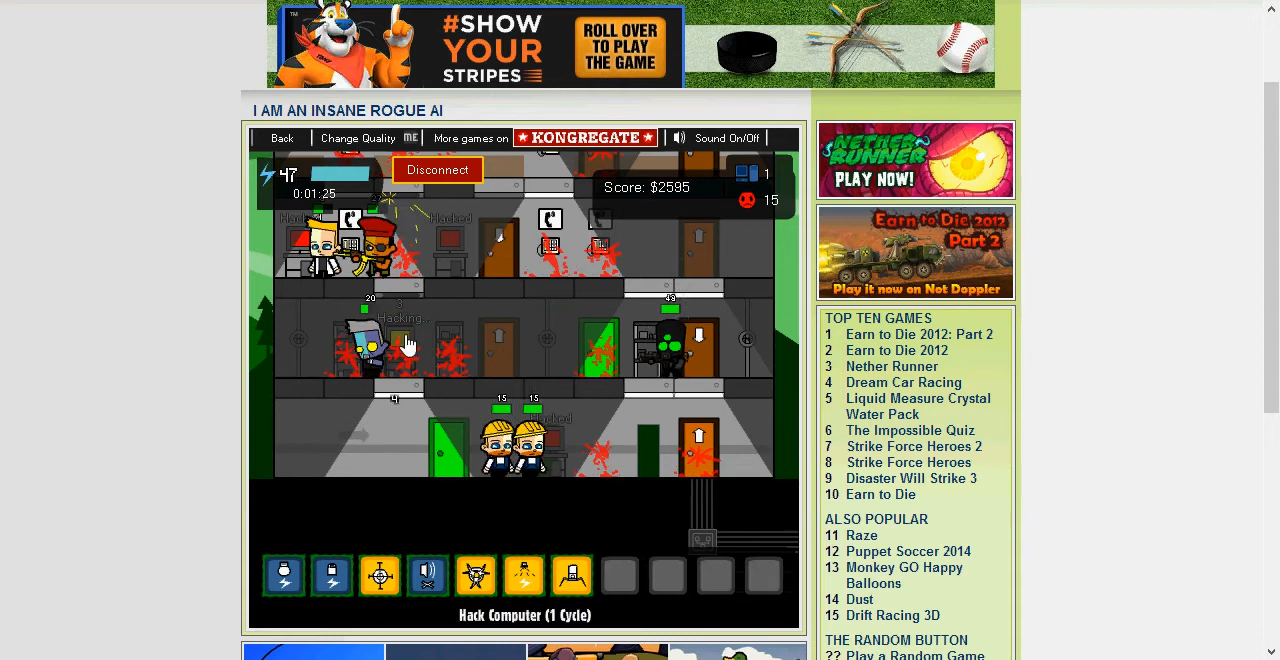 TM
#SHOW
YOUR
STRIPES
ROLL OVER
TO PLAY
THE GAME
I AM AN INSANE ROGUE AI
Back
Change Quality
ME
More games on
KONGREGATE
Sound On/Off
47
Disconnect
1
0:01:25
Score: $2595
15
Hacked
Hacked
20
3
Hacking...
49
4
15
15
Hacked
Hack Computer (1 Cycle)
NETHER
RUNNER
PLAY NOW!
Earn to Die 2012
Part 2
Play it now on Not Doppler
TOP TEN GAMES
1 Earn to Die 2012: Part 2
2 Earn to Die 2012
3 Nether Runner
4 Dream Car Racing
5 Liquid Measure Crystal
Water Pack
6 The Impossible Quiz
7 Strike Force Heroes 2
8 Strike Force Heroes
9 Disaster Will Strike 3
10 Earn to Die
ALSO POPULAR
11 Raze
12 Puppet Soccer 2014
13 Monkey GO Happy
Balloons
14 Dust
15 Drift Racing 3D
THE RANDOM BUTTON
?? Play a Random Game